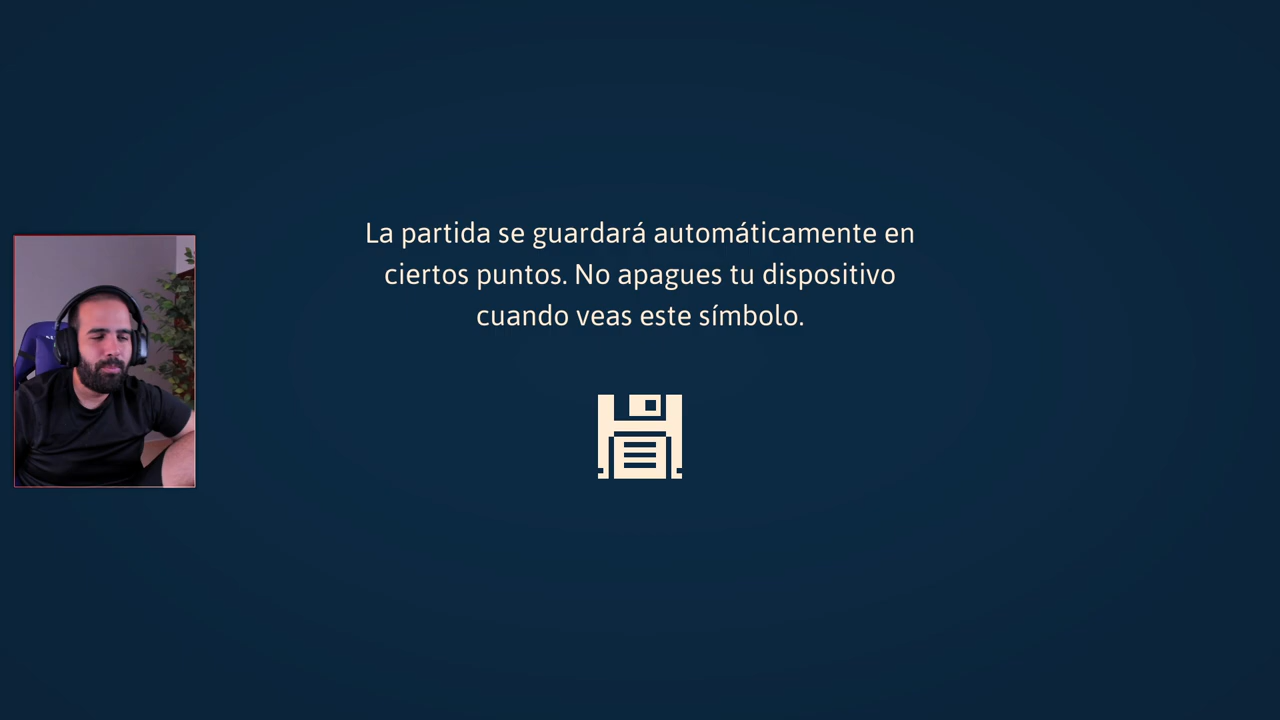 La partida se guardará automáticamente en
ciertos puntos. No apagues tu dispositivo
cuando veas este símbolo.